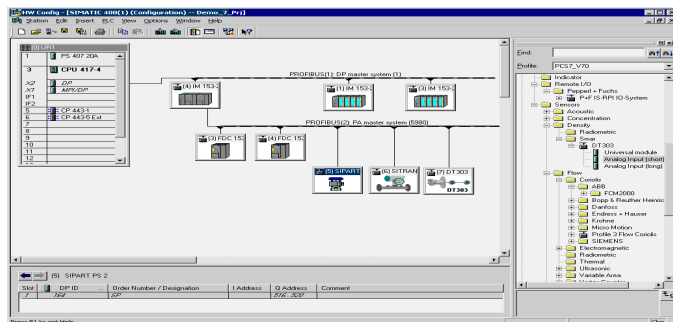 HW Config - [SIMATIC 400(1) (Configuration) -- Demo_7_Prj]
Station Edit Insert PLC View Options Window Help
(0) UR1
1 PS 407 20A
3 CPU 417-4
X2 DP
X7 MPI/DP
IF1
IF2
5 CP 443-1
6 CP 443-5 Ext
7
8
9
10
11
12
PROFIBUS(1): DP master system (1)
(4) IM 153-
(1) IM 153-
(3) IM 153-
PROFIBUS(2): PA master system (5980)
(3) FDC 15
(4) FDC 15
(5) SIPART
(6) SITRAN
(7) DT303
DT303
Find:
Profile: PCS7_V70
Indicator
Remote I/O
Pepperl + Fuchs
P+F IS-RPI IO-System
Sensors
Acoustic
Concentration
Density
Radiometric
Smar
DT303
Universal module
Analog Input (short)
Analog Input (long)
Flow
Coriolis
ABB
FCM2000
Bopp & Reuther Heinric
Danfoss
Endress + Hauser
Krohne
Micro Motion
Profile 3 Flow Coriolis
SIEMENS
Electromagnetic
Radiometric
Thermal
Ultrasonic
Variable Area
Vortex Counter
(5) SIPART PS 2
Slot DP ID ... Order Number / Designation I Address Q Address Comment
1 164 SP 516..520
Press F1 to get Help.
Chg